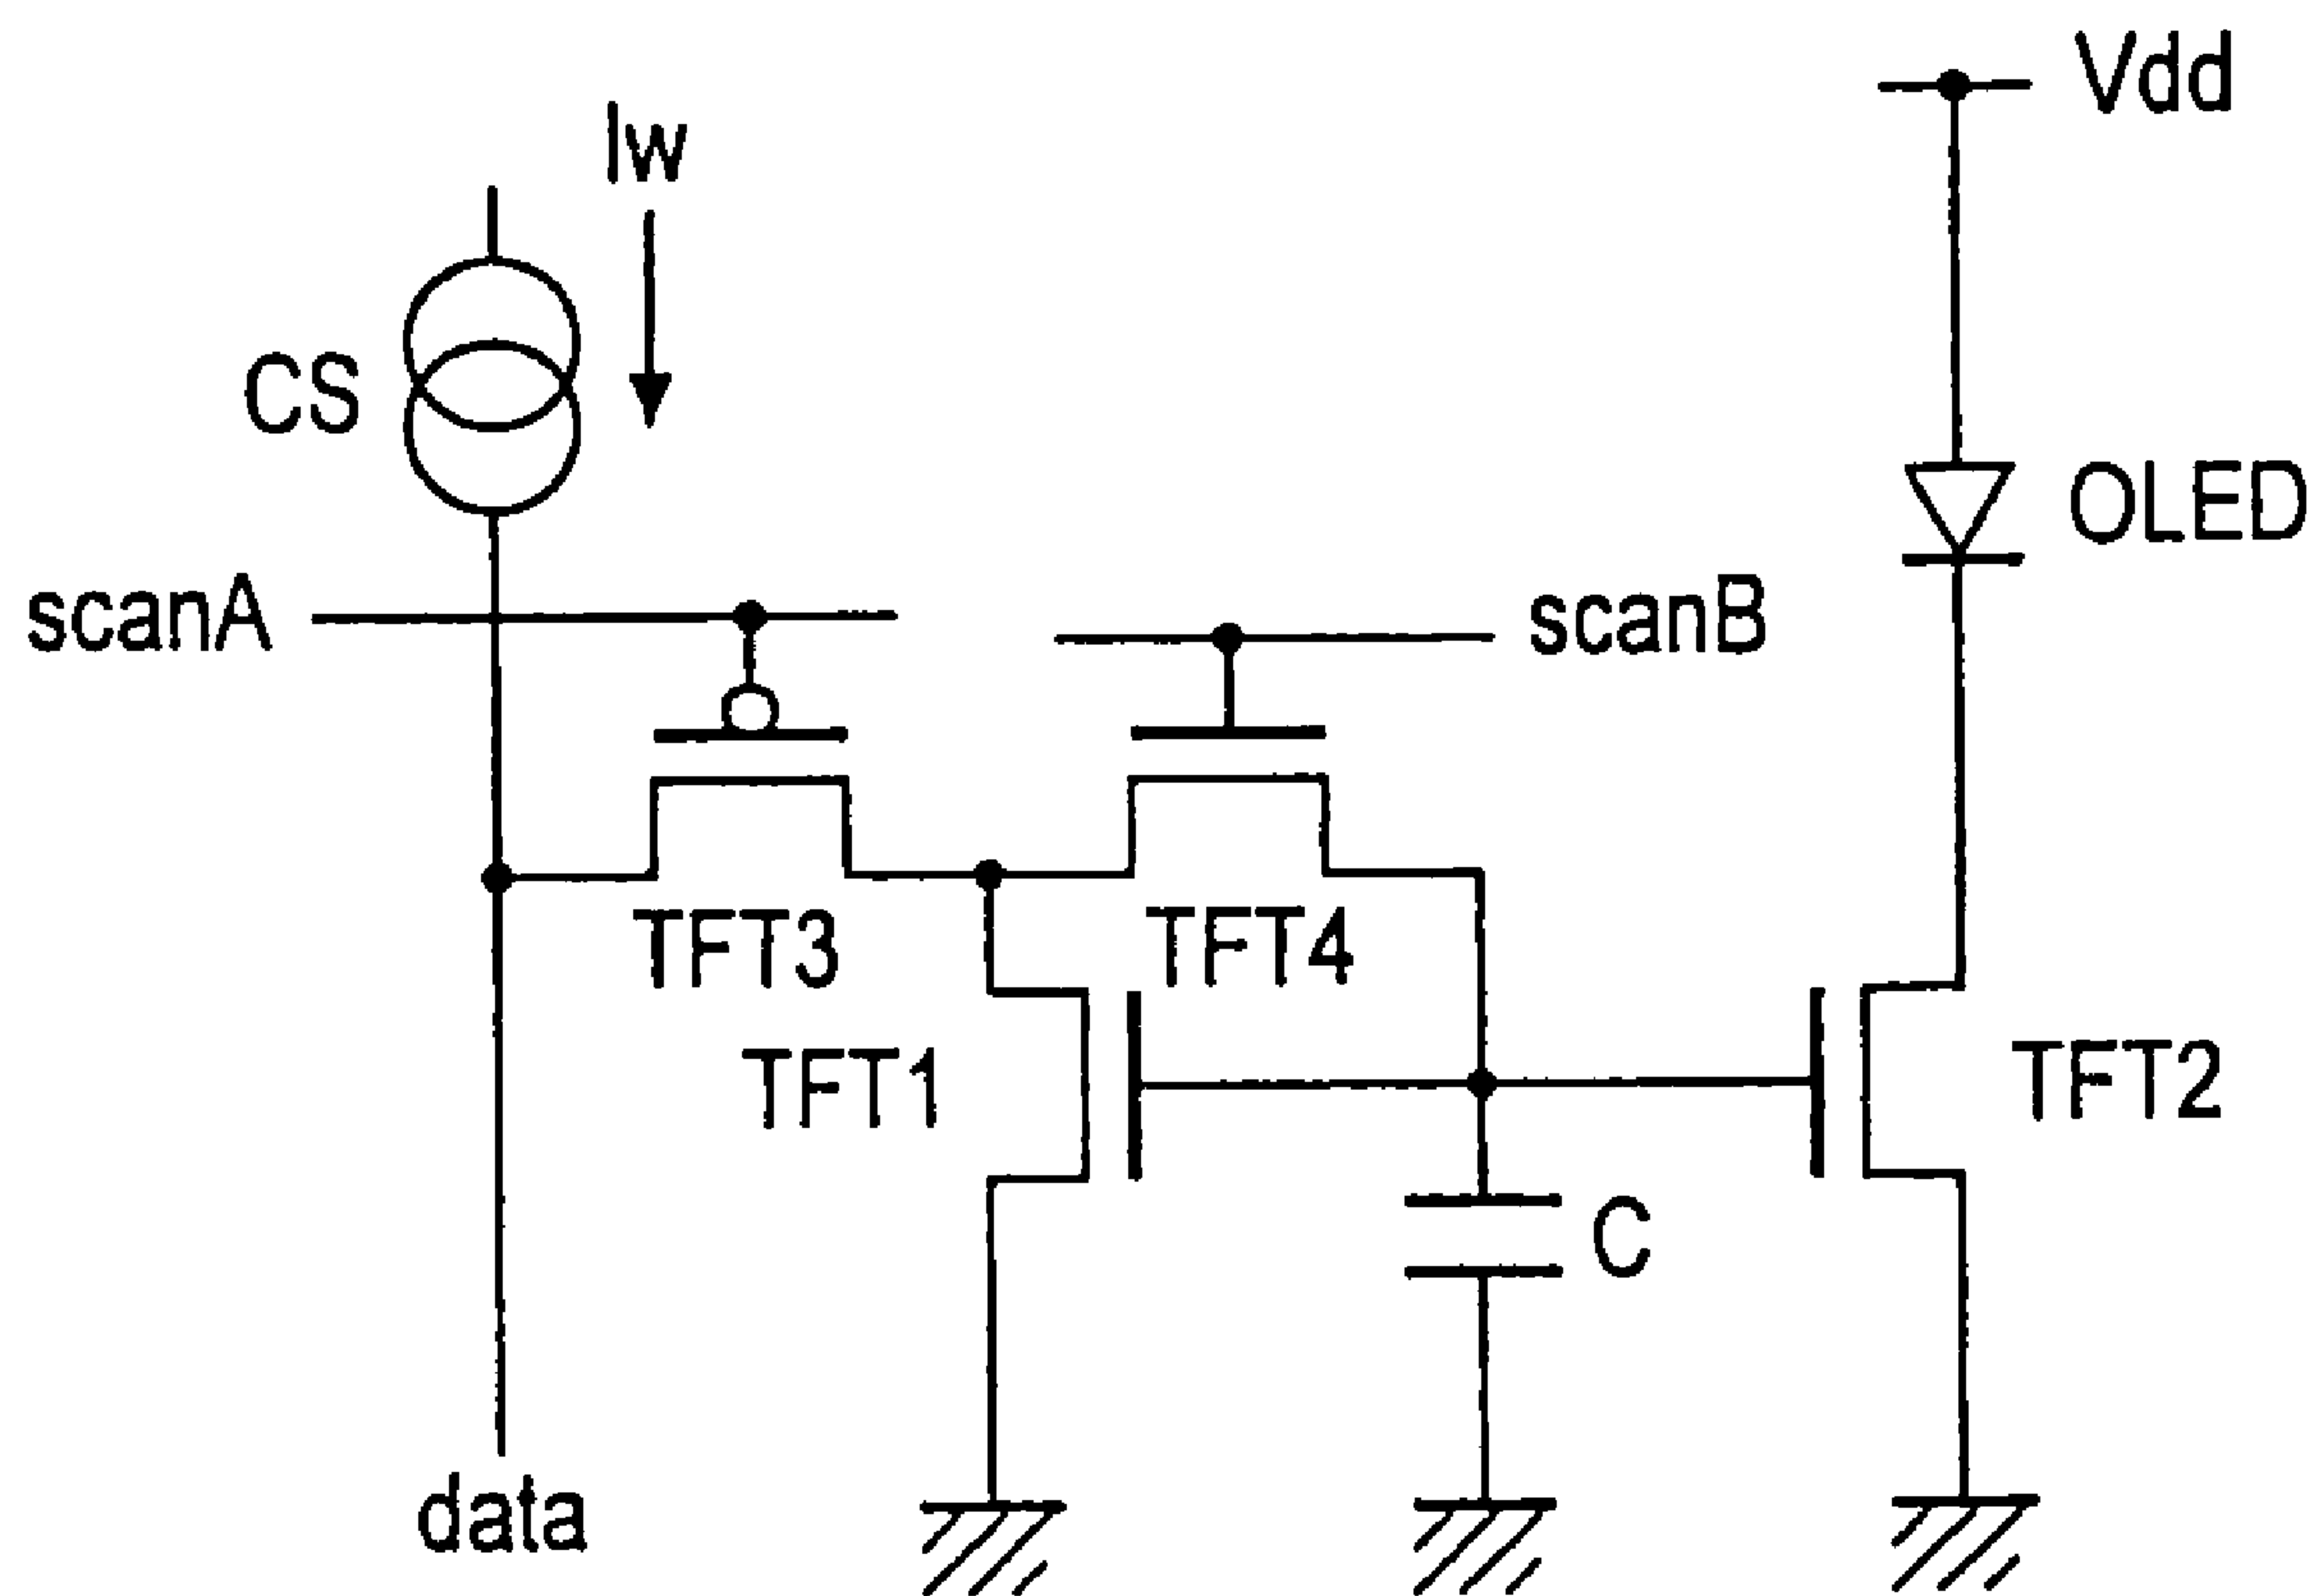 Vdd
Iw
CS
OLED
scanA
scanB
TFT3
TFT4
TFT1
TFT2
C
data